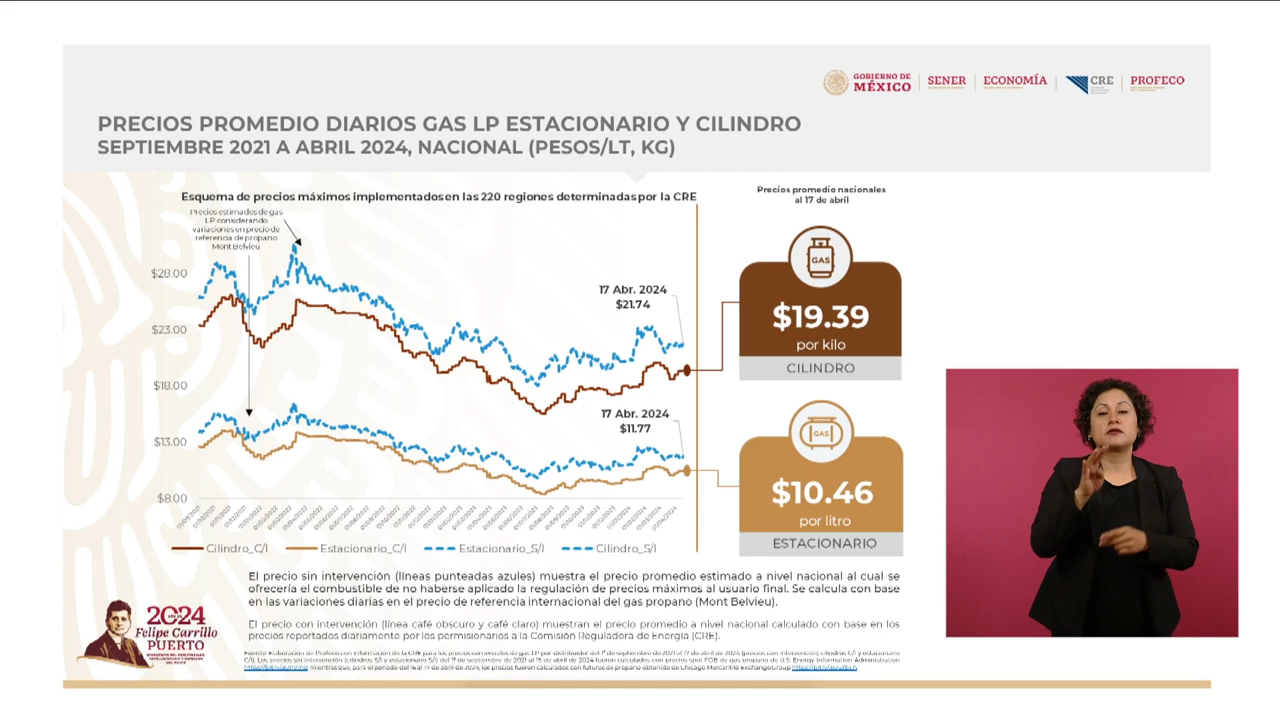 GOBIERNO DE
MÉXICO
SENER
ECONOMÍA
CRE
PROFECO
PRECIOS PROMEDIO DIARIOS GAS LP ESTACIONARIO Y CILINDRO
SEPTIEMBRE 2021 A ABRIL 2024, NACIONAL (PESOS/LT, KG)
Esquema de precios máximos implementados en las 220 regiones determinadas por la CRE
Precios estimados de gas
LP considerando
variaciones en precio de
referencia de propano
Mont Belvieu
$28.00
$23.00
$18.00
$13.00
$8.00
17 Abr. 2024
$21.74
17 Abr. 2024
$11.77
Cilindro_C/I
Estacionario_C/I
Estacionario_S/I
Cilindro_S/I
Precios promedio nacionales
al 17 de abril
GAS
$19.39
por kilo
CILINDRO
GAS
$10.46
por litro
ESTACIONARIO
El precio sin intervención (líneas punteadas azules) muestra el precio promedio estimado a nivel nacional al cual se
ofrecería el combustible de no haberse aplicado la regulación de precios máximos al usuario final. Se calcula con base
en las variaciones diarias en el precio de referencia internacional del gas propano (Mont Belvieu).
El precio con intervención (línea café obscuro y café claro) muestran el precio promedio a nivel nacional calculado con base en los
precios reportados diariamente por los permisionarios a la Comisión Reguladora de Energía (CRE).
2024
Felipe Carrillo
PUERTO